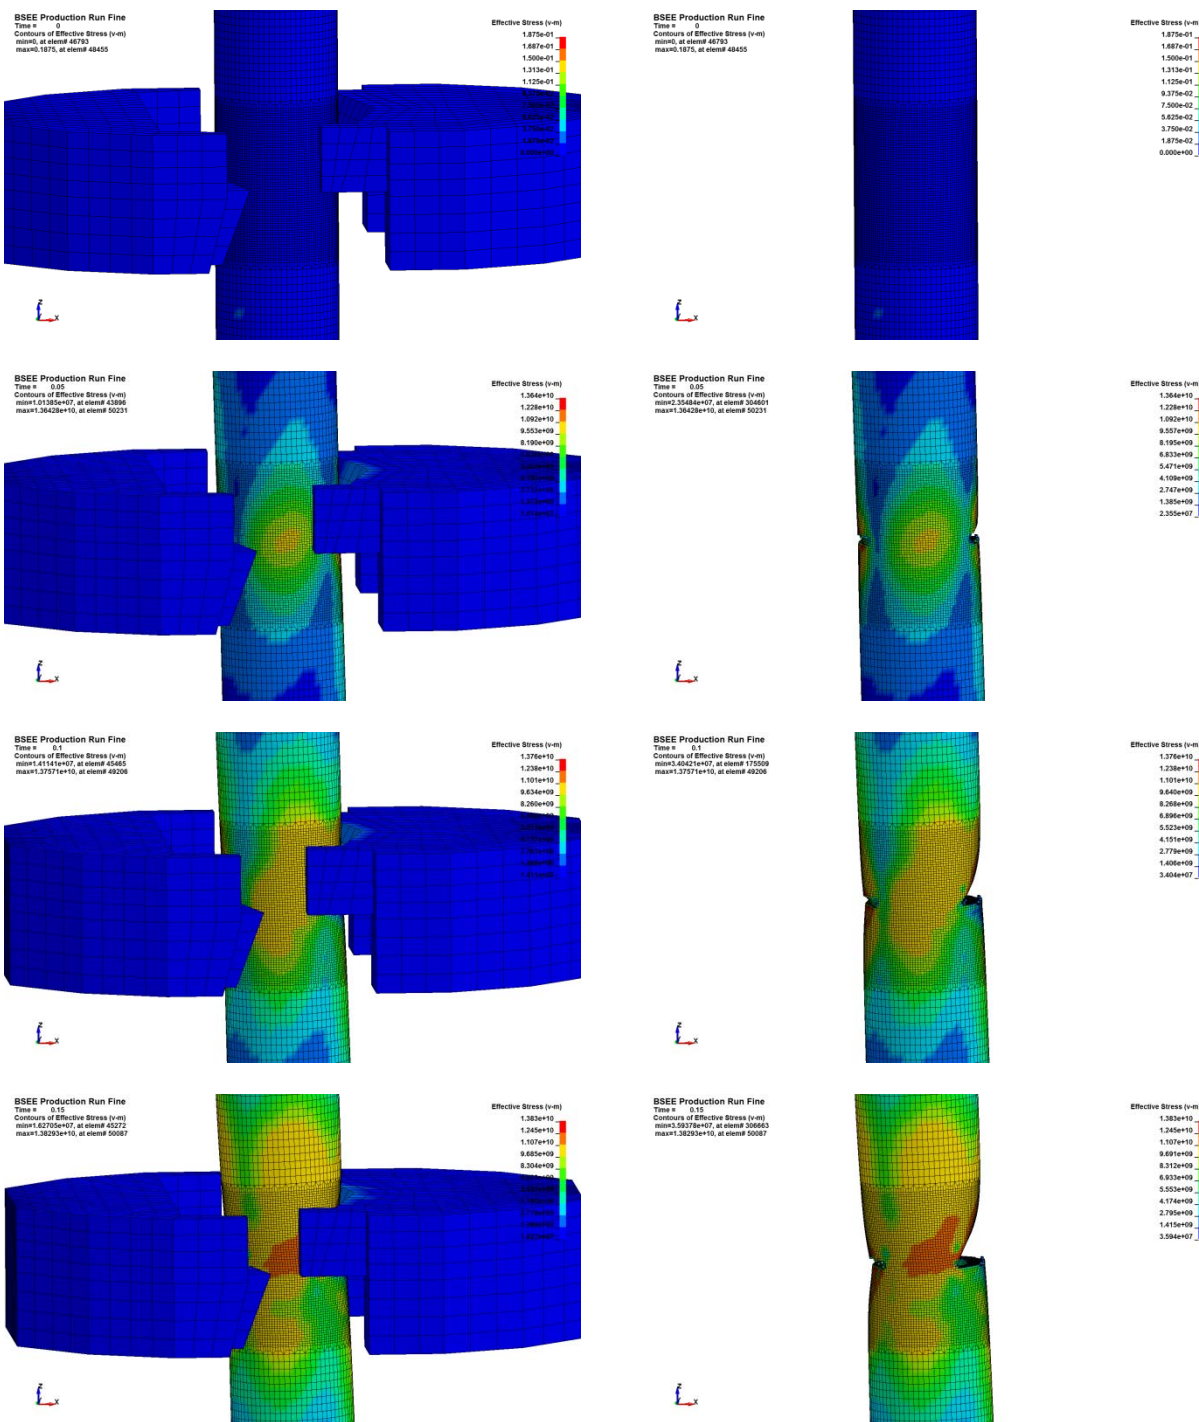 BSEE Production Run Fine
Time = 0
Contours of Effective Stress (v-m)
min=0, at elem# 46793
max=0.1875, at elem# 48455
Effective Stress (v-m)
1.875e-01
1.687e-01
1.500e-01
1.313e-01
1.125e-01
Z
X
BSEE Production Run Fine
Time = 0
Contours of Effective Stress (v-m)
min=0, at elem# 46793
max=0.1875, at elem# 48455
Effective Stress (v-m)
1.875e-01
1.687e-01
1.500e-01
1.313e-01
1.125e-01
9.375e-02
7.500e-02
5.625e-02
3.750e-02
1.875e-02
0.000e+00
Z
X
BSEE Production Run Fine
Time = 0.05
Contours of Effective Stress (v-m)
min=1.01385e+07, at elem# 43896
max=1.36428e+10, at elem# 50231
Effective Stress (v-m)
1.364e+10
1.228e+10
1.092e+10
9.553e+09
8.190e+09
Z
X
BSEE Production Run Fine
Time = 0.05
Contours of Effective Stress (v-m)
min=2.35484e+07, at elem# 304601
max=1.36428e+10, at elem# 50231
Effective Stress (v-m)
1.364e+10
1.228e+10
1.092e+10
9.557e+09
8.195e+09
6.833e+09
5.471e+09
4.109e+09
2.747e+09
1.385e+09
2.355e+07
Z
X
BSEE Production Run Fine
Time = 0.1
Contours of Effective Stress (v-m)
min=1.41141e+07, at elem# 45465
max=1.37571e+10, at elem# 49206
Effective Stress (v-m)
1.376e+10
1.238e+10
1.101e+10
9.634e+09
8.260e+09
Z
X
BSEE Production Run Fine
Time = 0.1
Contours of Effective Stress (v-m)
min=3.40421e+07, at elem# 175509
max=1.37571e+10, at elem# 49206
Effective Stress (v-m)
1.376e+10
1.238e+10
1.101e+10
9.640e+09
8.268e+09
6.896e+09
5.523e+09
4.151e+09
2.779e+09
1.406e+09
3.404e+07
Z
X
BSEE Production Run Fine
Time = 0.15
Contours of Effective Stress (v-m)
min=1.62705e+07, at elem# 45272
max=1.38293e+10, at elem# 50087
Effective Stress (v-m)
1.383e+10
1.245e+10
1.107e+10
9.685e+09
8.304e+09
Z
X
BSEE Production Run Fine
Time = 0.15
Contours of Effective Stress (v-m)
min=3.59378e+07, at elem# 306663
max=1.38293e+10, at elem# 50087
Effective Stress (v-m)
1.383e+10
1.245e+10
1.107e+10
9.691e+09
8.312e+09
6.933e+09
5.553e+09
4.174e+09
2.795e+09
1.415e+09
3.594e+07
Z
X